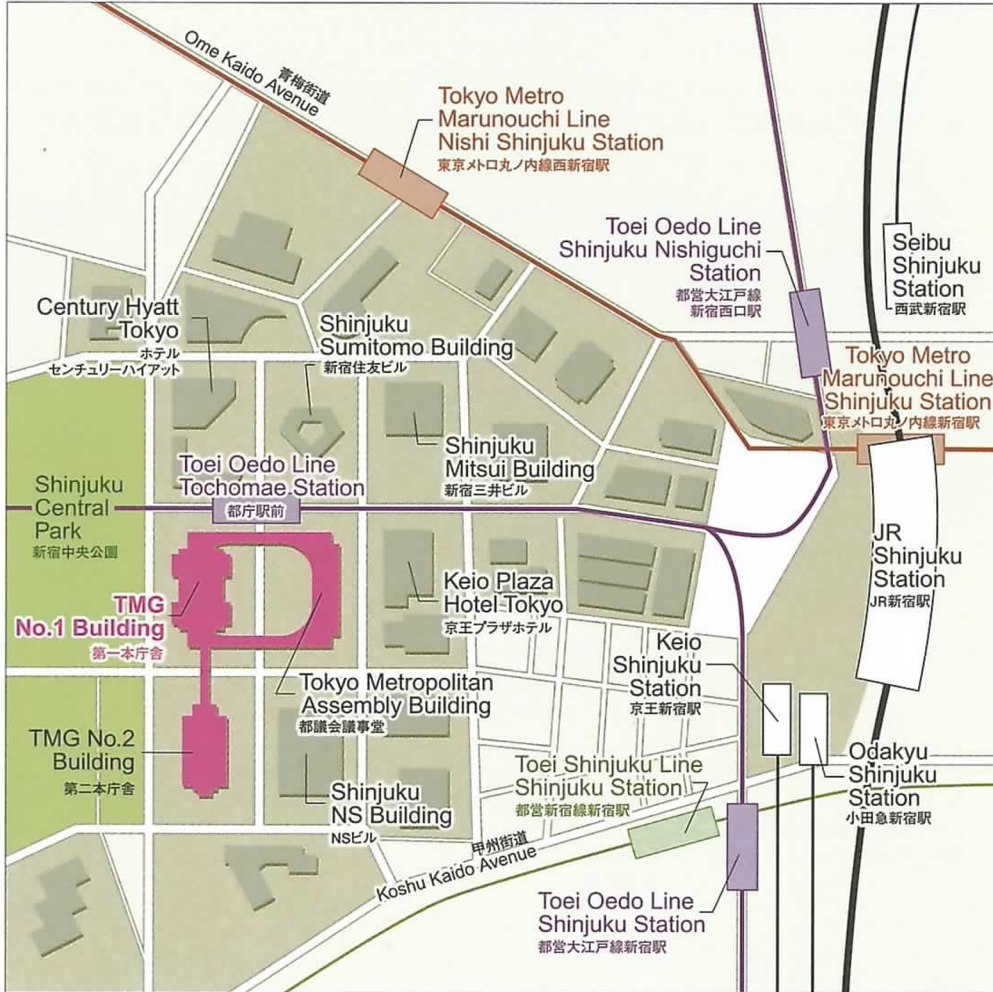 Ome Kaido Avenue
青梅街道
Tokyo Metro
Marunouchi Line
Nishi Shinjuku Station
東京メトロ丸ノ内線西新宿駅
Toei Oedo Line
Shinjuku Nishiguchi
Station
都営大江戸線
新宿西口駅
Seibu
Shinjuku
Station
西武新宿駅
Century Hyatt
Tokyo
ホテル
センチュリーハイアット
Shinjuku
Sumitomo Building
新宿住友ビル
Tokyo Metro
Marunouchi Line
Shinjuku Station
東京メトロ丸ノ内線新宿駅
Shinjuku
Mitsui Building
新宿三井ビル
Toei Oedo Line
Tochomae Station
都庁駅前
Shinjuku
Central
Park
新宿中央公園
JR
Shinjuku
Station
JR新宿駅
TMG
No.1 Building
第一本庁舎
Keio Plaza
Hotel Tokyo
京王プラザホテル
Keio
Shinjuku
Station
京王新宿駅
Tokyo Metropolitan
Assembly Building
都議会議事堂
TMG No.2
Building
第二本庁舎
Shinjuku
NS Building
NSビル
Toei Shinjuku Line
Shinjuku Station
都営新宿線新宿駅
Odakyu
Shinjuku
Station
小田急新宿駅
甲州街道
Koshu Kaido Avenue
Toei Oedo Line
Shinjuku Station
都営大江戸線新宿駅